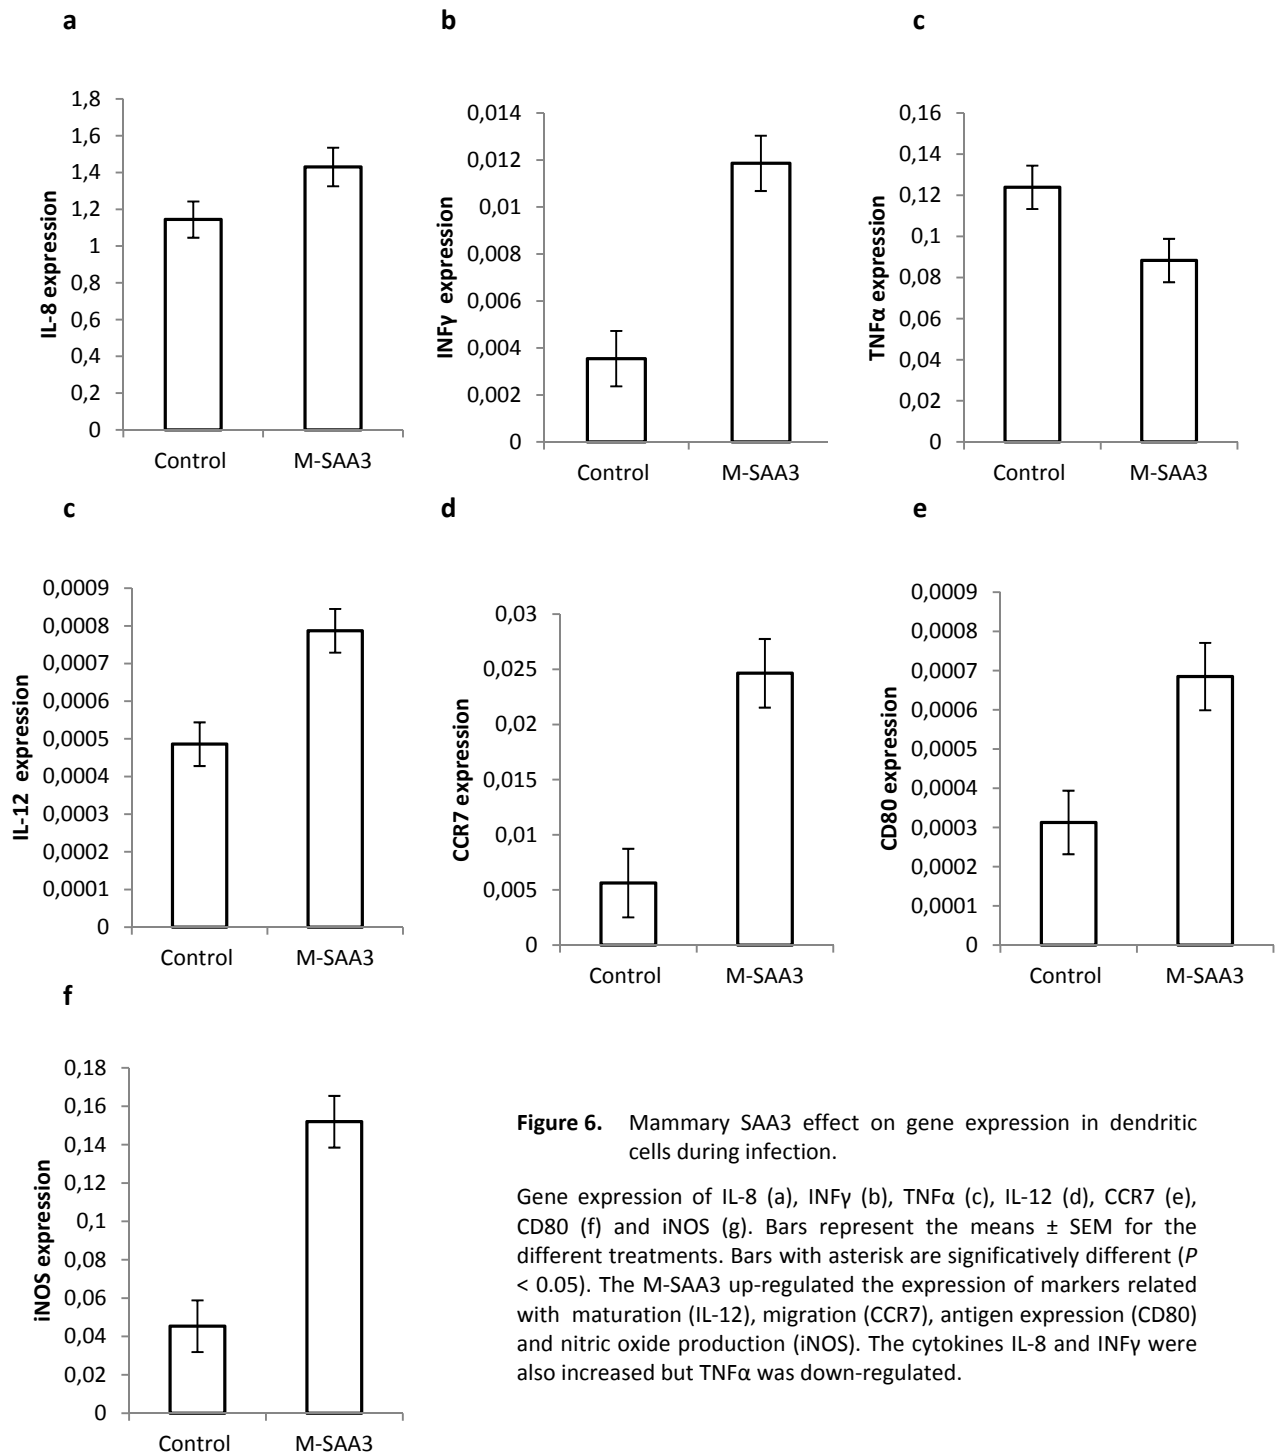 a
b
c
1,8
1,6
1,4
1,2
1
0,8
0,6
0,4
0,2
0
IL-8 expression
Control M-SAA3
0,014
0,012
0,01
0,008
0,006
0,004
0,002
0
INFγ expression
Control M-SAA3
0,16
0,14
0,12
0,1
0,08
0,06
0,04
0,02
0
TNFα expression
Control M-SAA3
c
d
e
0,0009
0,0008
0,0007
0,0006
0,0005
0,0004
0,0003
0,0002
0,0001
0
IL-12 expression
Control M-SAA3
0,03
0,025
0,02
0,015
0,01
0,005
0
CCR7 expression
Control M-SAA3
0,0009
0,0008
0,0007
0,0006
0,0005
0,0004
0,0003
0,0002
0,0001
0
CD80 expression
Control M-SAA3
f
0,18
0,16
0,14
0,12
0,1
0,08
0,06
0,04
0,02
0
iNOS expression
Control M-SAA3
Figure 6. Mammary SAA3 effect on gene expression in dendritic
cells during infection.
Gene expression of IL-8 (a), INFγ (b), TNFα (c), IL-12 (d), CCR7 (e),
CD80 (f) and iNOS (g). Bars represent the means ± SEM for the
different treatments. Bars with asterisk are significatively different (P
< 0.05). The M-SAA3 up-regulated the expression of markers related
with maturation (IL-12), migration (CCR7), antigen expression (CD80)
and nitric oxide production (iNOS). The cytokines IL-8 and INFγ were
also increased but TNFα was down-regulated.